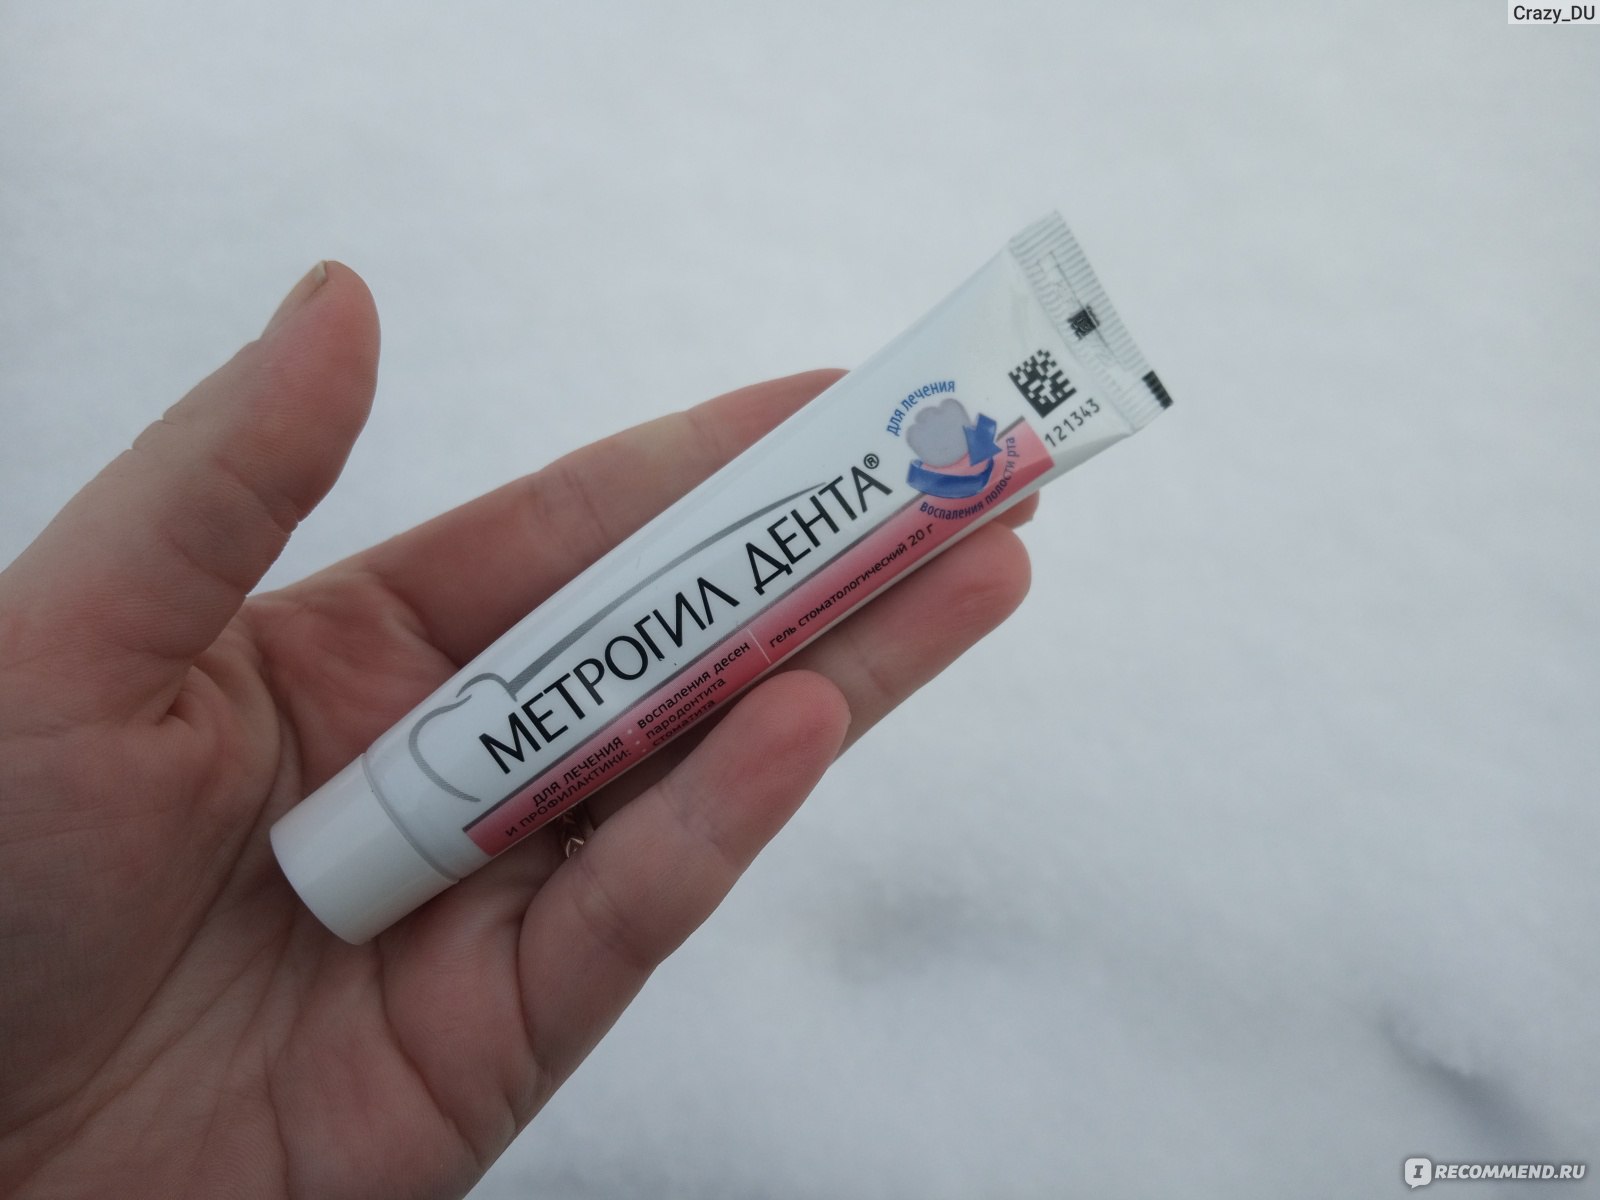 Crazy_DU
для лечения
воспаления полости рта
121343
МЕТРОГИЛ ДЕНТА®
гель стоматологический 20 г
ДЛЯ ЛЕЧЕНИЯ
И ПРОФИЛАКТИКИ:
воспаления десен
пародонтита
стоматита
IRECOMMEND.RU